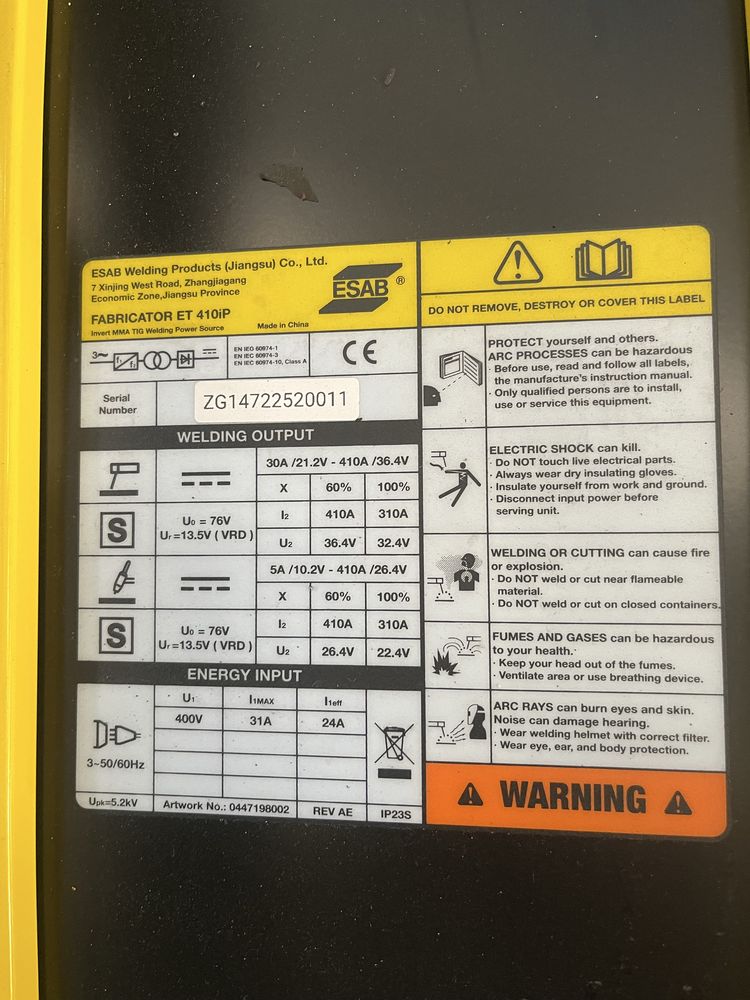 ESAB Welding Products (Jiangsu) Co., Ltd.
7 Xinjing West Road, Zhangjiagang
Economic Zone,Jiangsu Province
ESAB ®
FABRICATOR ET 410iP
Invert MMA TIG Welding Power Source
Made in China
3~
f₁
f₂
EN IEC 60974-1
EN IEC 60974-3
EN IEC 60974-10, Class A
CE
Serial
Number
ZG14722520011
WELDING OUTPUT
30A /21.2V - 410A /36.4V
X 60% 100%
S
U₀ = 76V
Uᵣ=13.5V ( VRD )
I₂ 410A 310A
U₂ 36.4V 32.4V
5A /10.2V - 410A /26.4V
X 60% 100%
S
U₀ = 76V
Uᵣ=13.5V ( VRD )
I₂ 410A 310A
U₂ 26.4V 22.4V
ENERGY INPUT
U₁ I₁MAX I₁eff
400V 31A 24A
3~50/60Hz
Upk=5.2kV
Artwork No.: 0447198002
REV AE
IP23S
DO NOT REMOVE, DESTROY OR COVER THIS LABEL
PROTECT yourself and others.
ARC PROCESSES can be hazardous
· Before use, read and follow all labels,
the manufacture's instruction manual.
· Only qualified persons are to install,
use or service this equipment.
ELECTRIC SHOCK can kill.
· Do NOT touch live electrical parts.
· Always wear dry insulating gloves.
· Insulate yourself from work and ground.
· Disconnect input power before
serving unit.
WELDING OR CUTTING can cause fire
or explosion.
· Do NOT weld or cut near flameable
material.
· Do NOT weld or cut on closed containers.
FUMES AND GASES can be hazardous
to your health.
· Keep your head out of the fumes.
· Ventilate area or use breathing device.
ARC RAYS can burn eyes and skin.
Noise can damage hearing.
· Wear welding helmet with correct filter.
· Wear eye, ear, and body protection.
WARNING